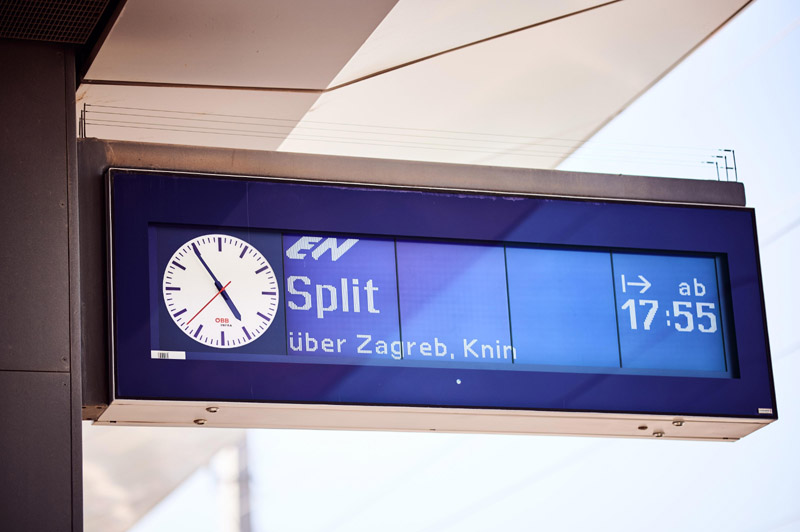 ÖBB
EN
Split
über Zagreb, Knin
ab
17:55